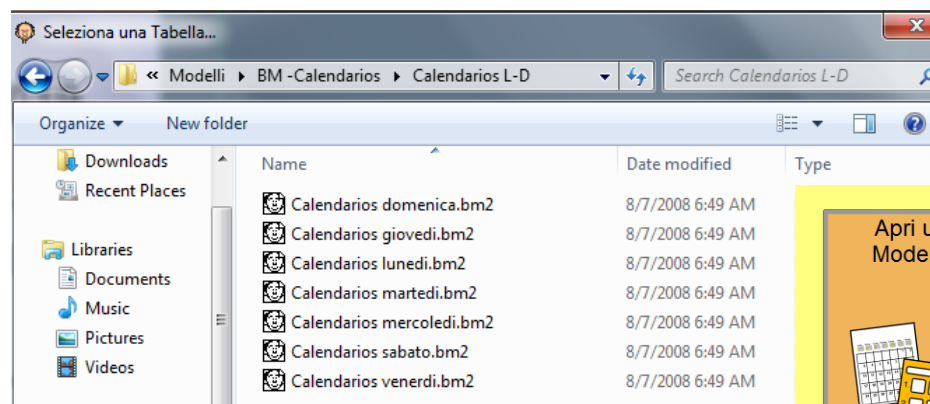 Seleziona una Tabella...
« Modelli BM -Calendarios Calendarios L-D Search Calendarios L-D
Organize New folder
Downloads
Recent Places
Libraries
Documents
Music
Pictures
Videos
Name Date modified Type
Calendarios domenica.bm2 8/7/2008 6:49 AM
Calendarios giovedi.bm2 8/7/2008 6:49 AM
Calendarios lunedi.bm2 8/7/2008 6:49 AM
Calendarios martedi.bm2 8/7/2008 6:49 AM
Calendarios mercoledi.bm2 8/7/2008 6:49 AM
Calendarios sabato.bm2 8/7/2008 6:49 AM
Calendarios venerdi.bm2 8/7/2008 6:49 AM
Apri u
Mode